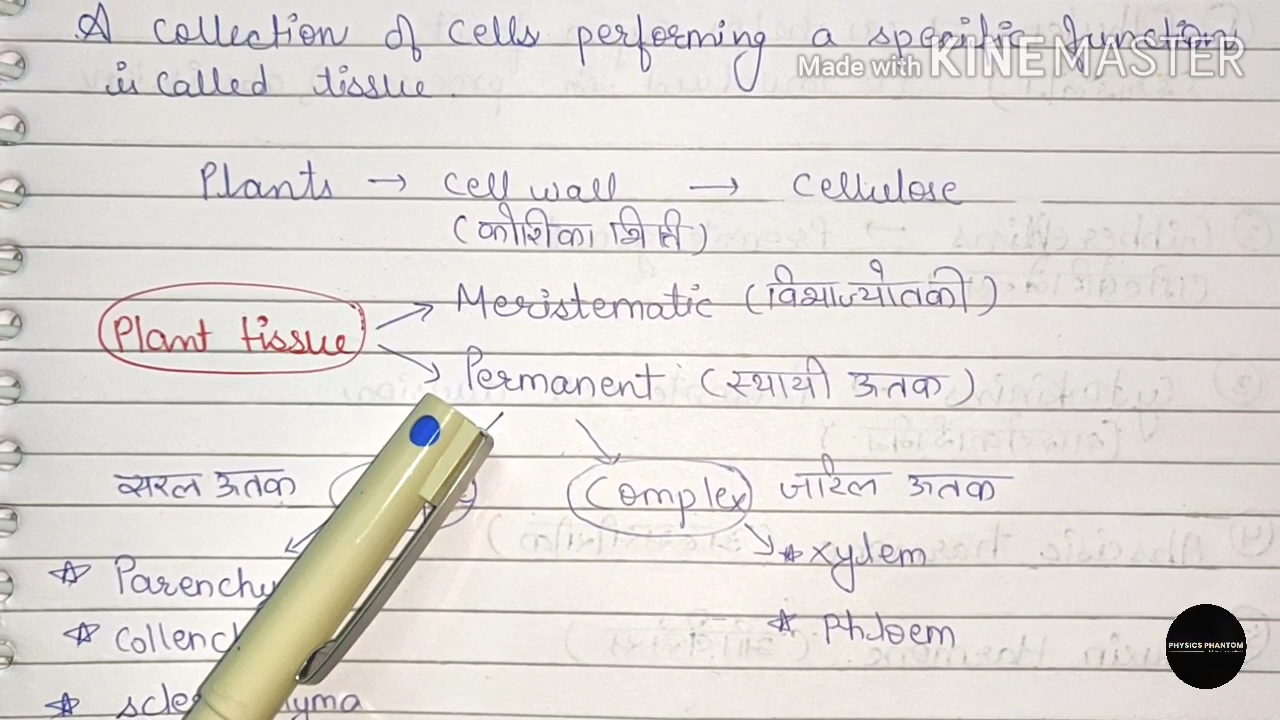 A collection of cells performing a specific function
Made with KINEMASTER
is called tissue.
Plants → Cell wall → Cellulose
(कोशिका भित्ती)
Plant tissue
Meristematic (विभाज्योतकी)
Permanent (स्थायी ऊतक)
सरल ऊतक
Complex जटिल ऊतक
Parenchy
xylem
collench
Phloem
scle yma
PHYSICS PHANTOM